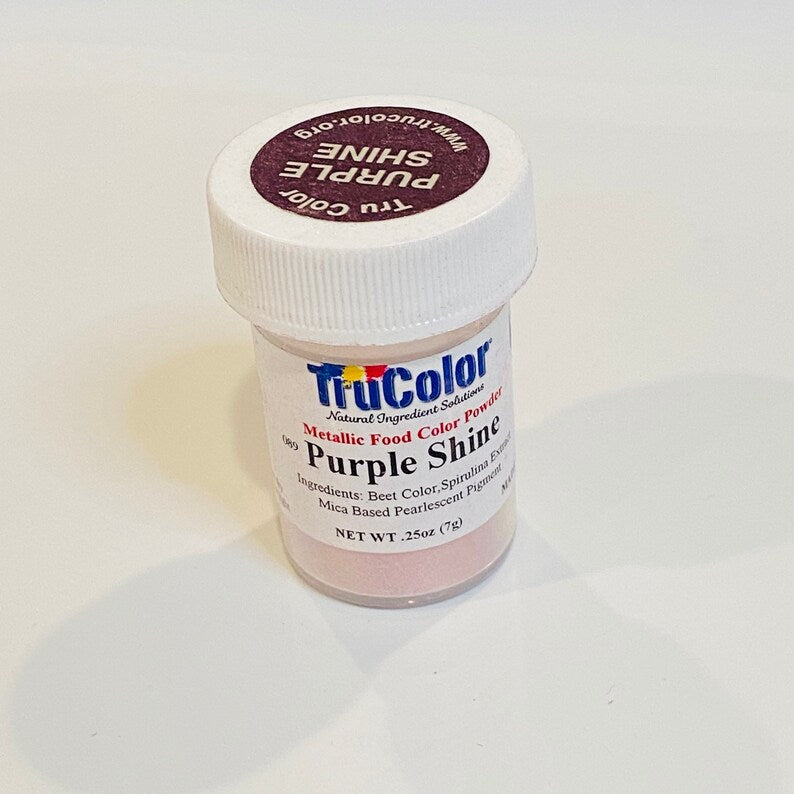 www.trucolor.org
PURPLE
SHINE
Tru Color
TruColor®
Natural Ingredient Solutions
Metallic Food Color Powder
089 Purple Shine
Ingredients: Beet Color,Spirulina Extract
Mica Based Pearlescent Pigment
NET WT .25oz (7g)